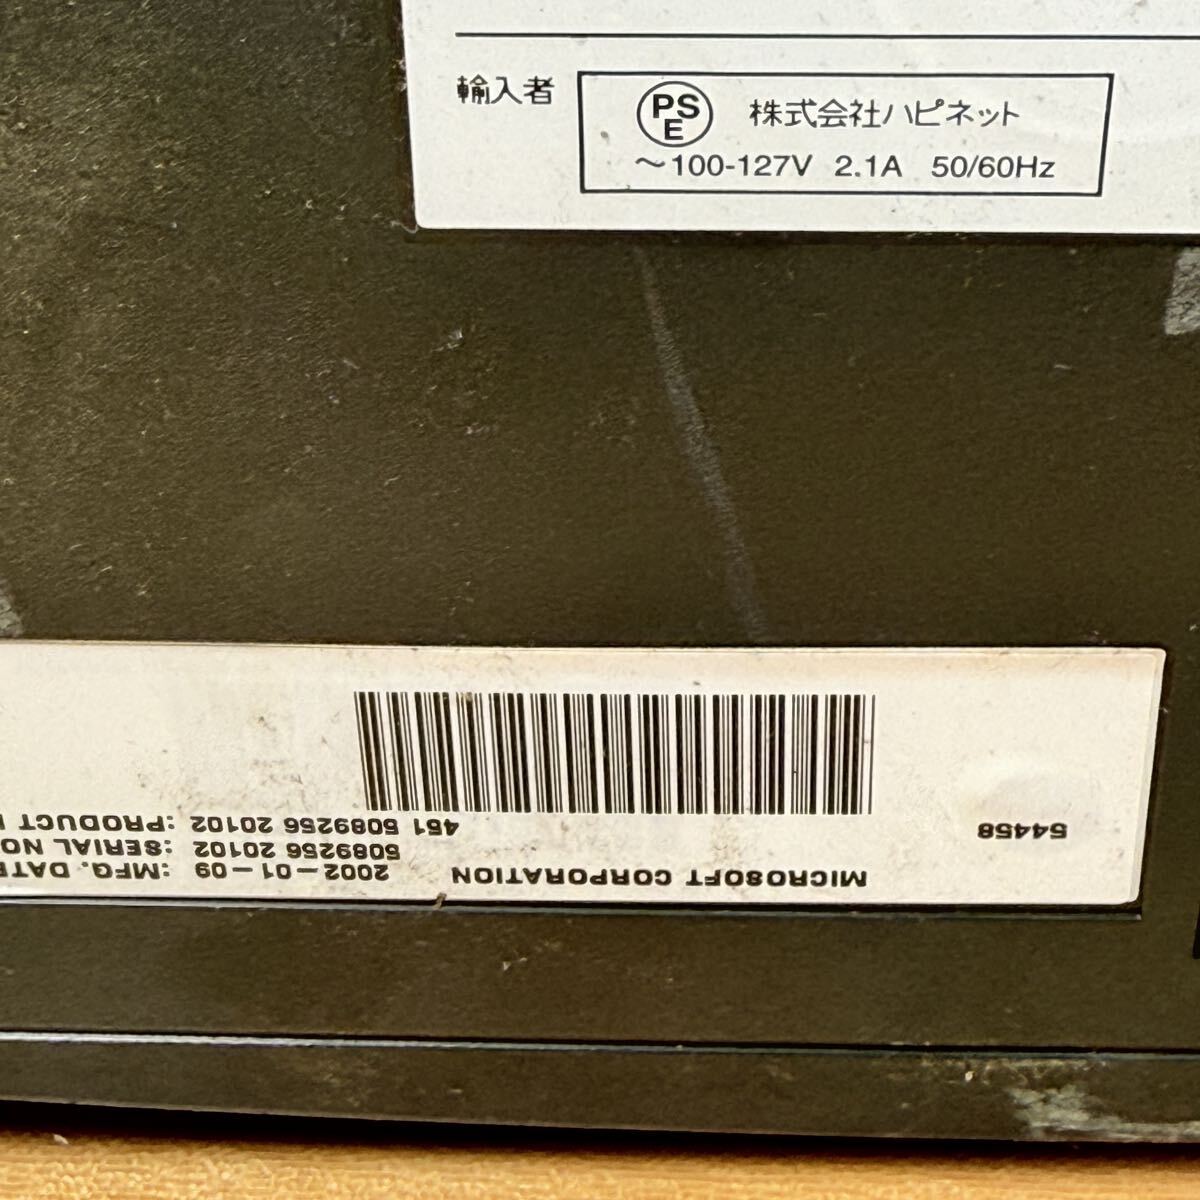 輸入者
PSE 株式会社ハピネット
～100-127V 2.1A 50/60Hz
MICROSOFT CORPORATION 2002-01-09 :MFG. DATE
5089256 20102 :SERIAL NO
54458 451 5089256 20102 :PRODUCT